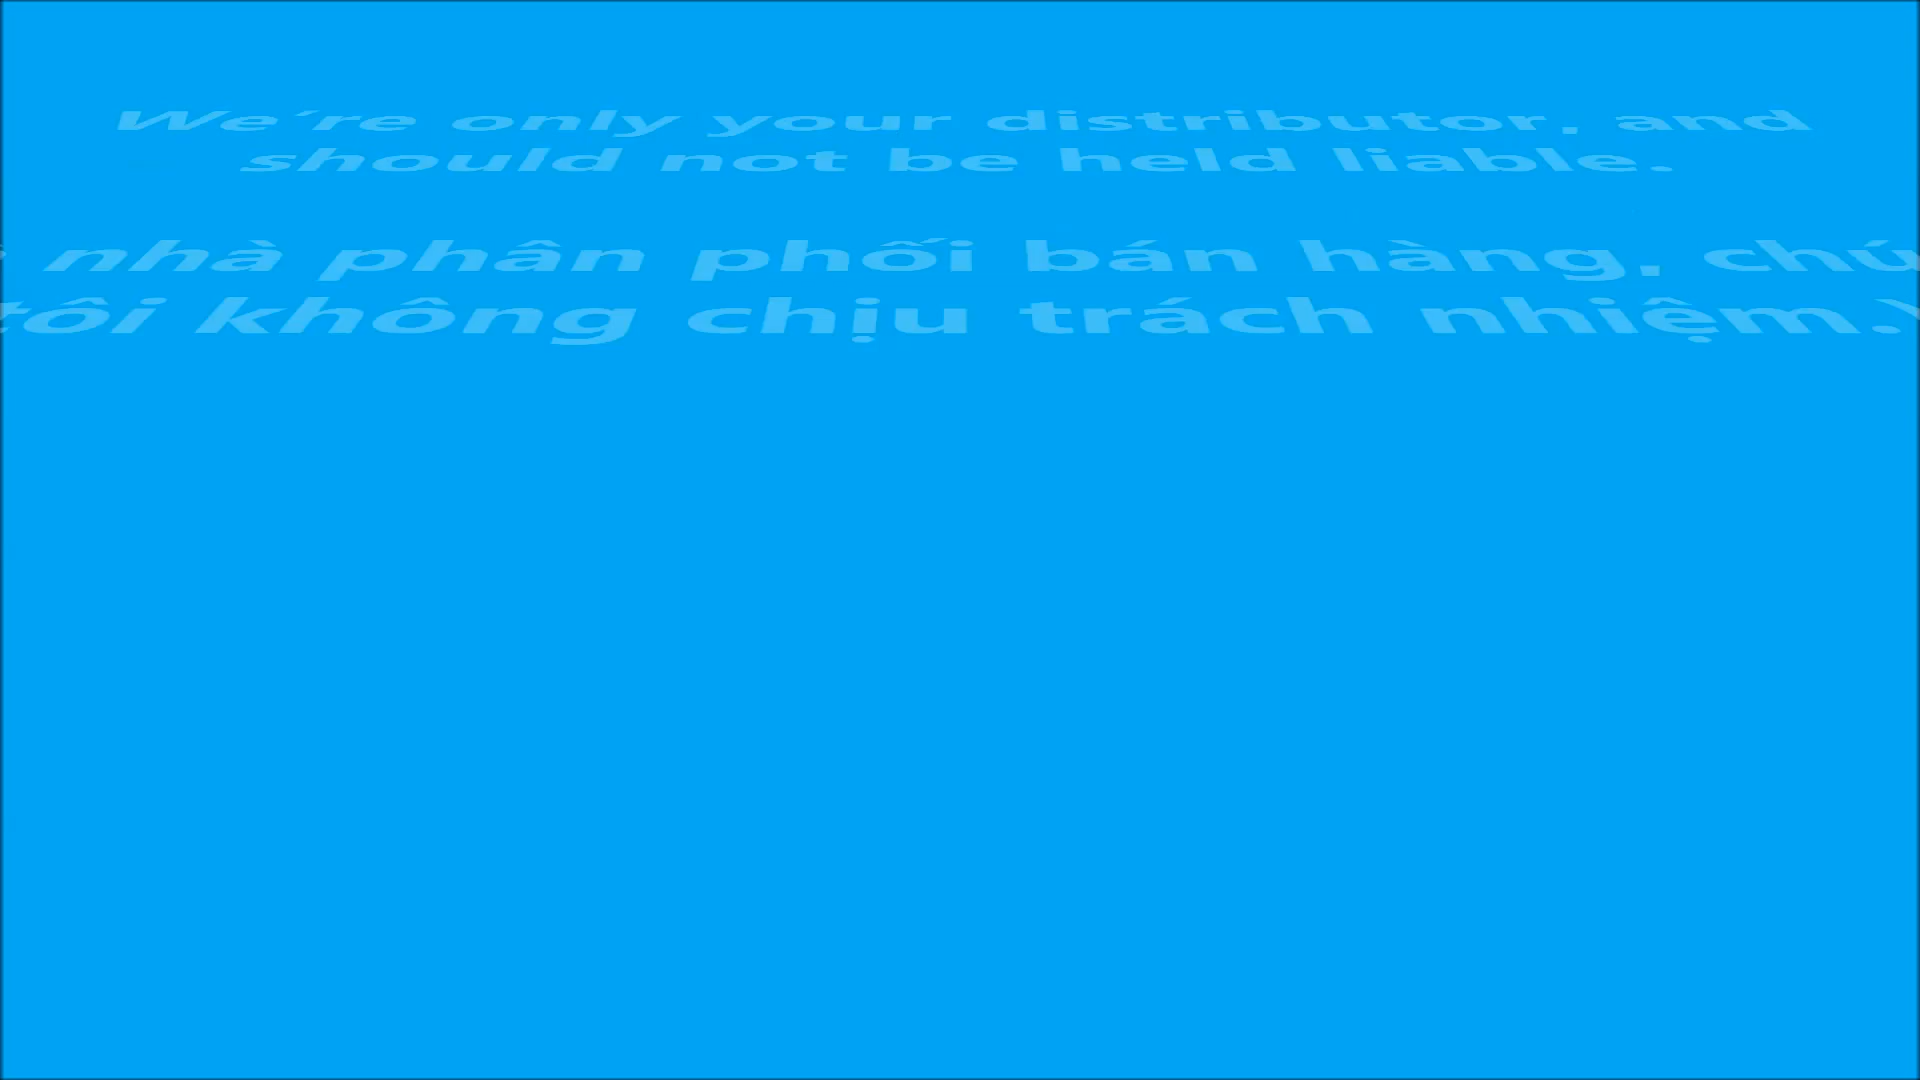 We're only your distributor, and
should not be held liable.
nhà phân phối bán hàng, chú
tôi không chịu trách nhiệm.)